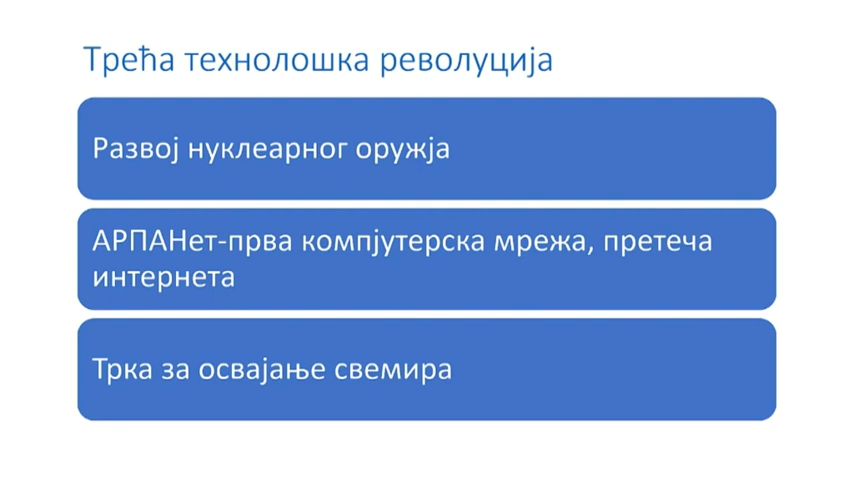 Трећа технолошка револуција
Развој нуклеарног оружја
АРПАНет-прва компјутерска мрежа, претеча
интернета
Трка за освајање свемира